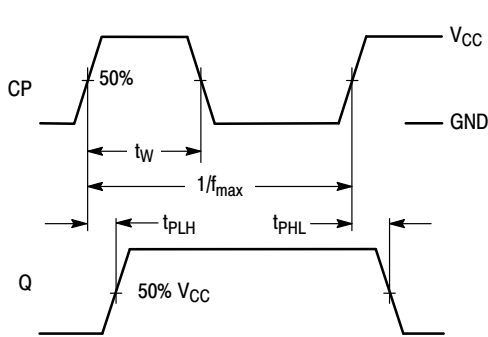 V_CC
CP
50%
GND
t_W
1/f_max
t_PLH
t_PHL
Q
50% V_CC